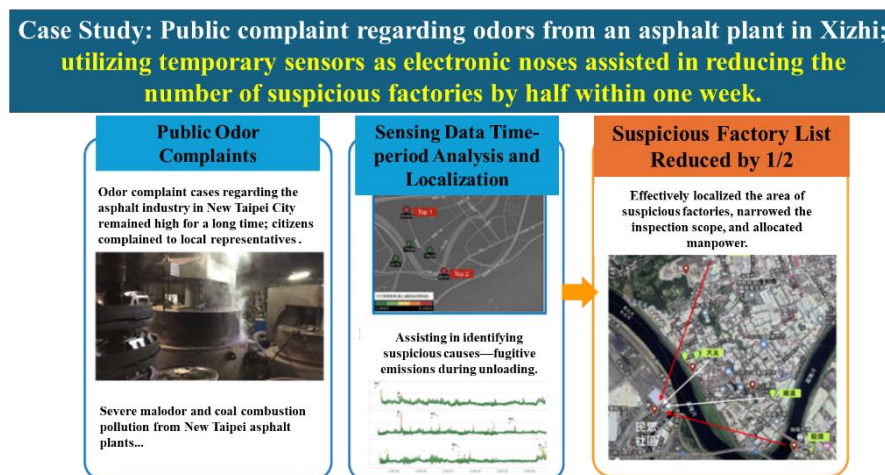 Case Study: Public complaint regarding odors from an asphalt plant in Xizhi;
utilizing temporary sensors as electronic noses assisted in reducing the
number of suspicious factories by half within one week.
Public Odor
Complaints
Odor complaint cases regarding the
asphalt industry in New Taipei City
remained high for a long time; citizens
complained to local representatives .
Severe malodor and coal combustion
pollution from New Taipei asphalt
plants...
Sensing Data Time-
period Analysis and
Localization
Top 1
Top 2
Assisting in identifying
suspicious causes—fugitive
emissions during unloading.
Suspicious Factory List
Reduced by 1/2
Effectively localized the area of
suspicious factories, narrowed the
inspection scope, and allocated
manpower.
民眾
社區